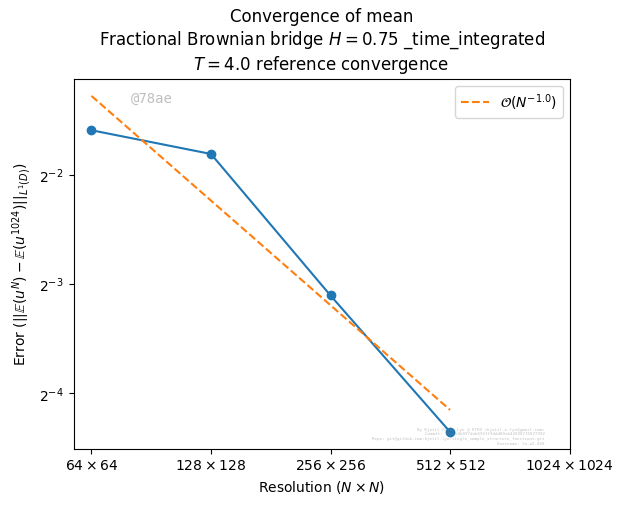 Convergence of mean
Fractional Brownian bridge H = 0.75 _time_integrated
T = 4.0 reference convergence
@78ae
O(N^{-1.0})
Error (||𝔼(u^N) − 𝔼(u^{1024})||_{L^1(D)})
2^{-2}
2^{-3}
2^{-4}
64 × 64
128 × 128
256 × 256
512 × 512
1024 × 1024
Resolution (N × N)